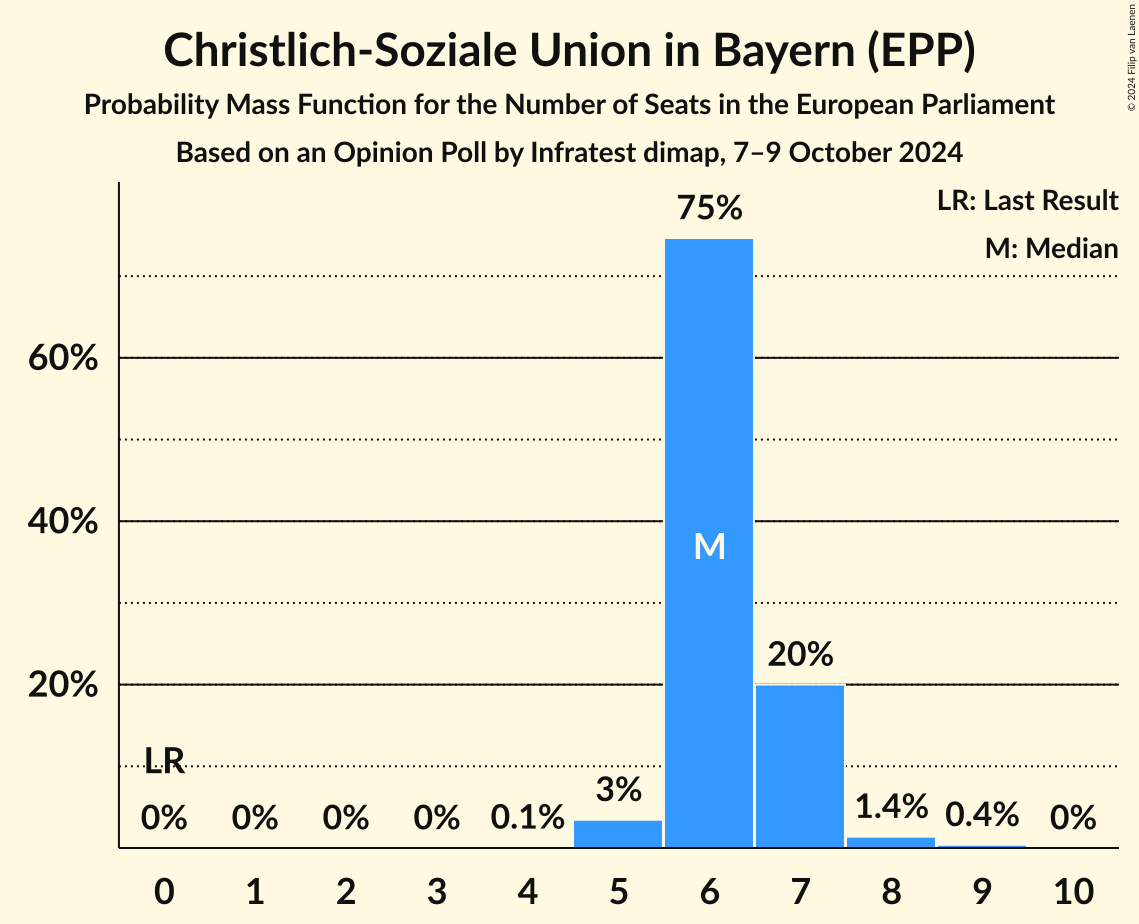 Christlich-Soziale Union in Bayern (EPP)
Probability Mass Function for the Number of Seats in the European Parliament
Based on an Opinion Poll by Infratest dimap, 7–9 October 2024
© 2024 Filip van Laenen
LR: Last Result
M: Median
75%
60%
40%
M
20%
20%
LR
0%
0%
0%
0%
0.1%
3%
1.4%
0.4%
0%
0 1 2 3 4 5 6 7 8 9 10